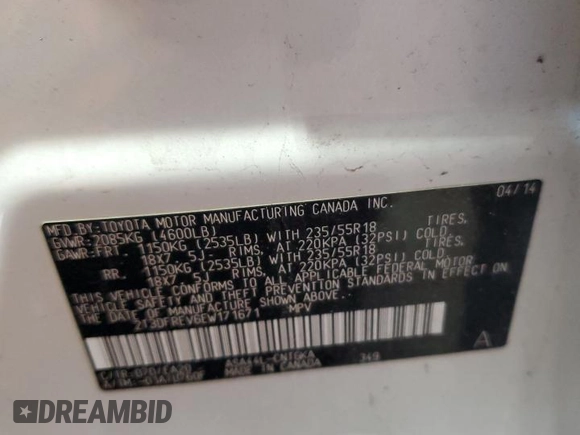 MFD.BY:TOYOTA MOTOR MANUFACTURING CANADA INC. 04/14
GVWR:2085KG (4600LB)
GAWR:FRT 1150KG (2535LB) WITH 235/55R18 TIRES.
18X7 5J- RIMS, AT 220KPA (32PSI) COLD.
RR. 1150KG (2535LB) WITH 235/55R18 TIRES.
18X7 5J- RIMS, AT 220KPA (32PSI) COLD.
THIS VEHICLE CONFORMS TO ALL APPLICABLE FEDERAL MOTOR
VEHICLE SAFETY STANDARDS IN EFFECT ON
THE DATE OF MANUFACTURE SHOWN ABOVE.
2T3DFREV6EW171671 MPV
A
349
MADE IN CANADA
DREAMBID